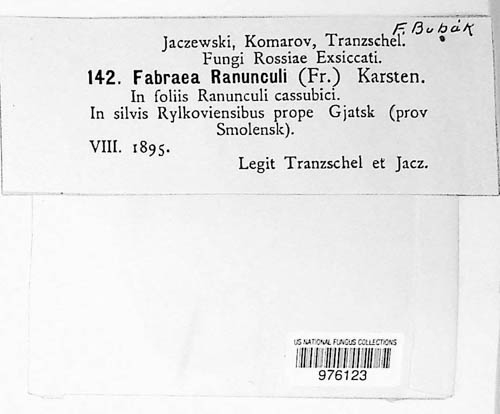 F. Bubák
Jaczewski, Komarov, Tranzschel.
Fungi Rossiae Exsiccati.
142. Fabraea Ranunculi (Fr.) Karsten.
In foliis Ranunculi cassubici.
In silvis Rylkoviensibus prope Gjatsk (prov
Smolensk).
VIII. 1895.
Legit Tranzschel et Jacz.
US NATIONAL FUNGUS COLLECTIONS
976123